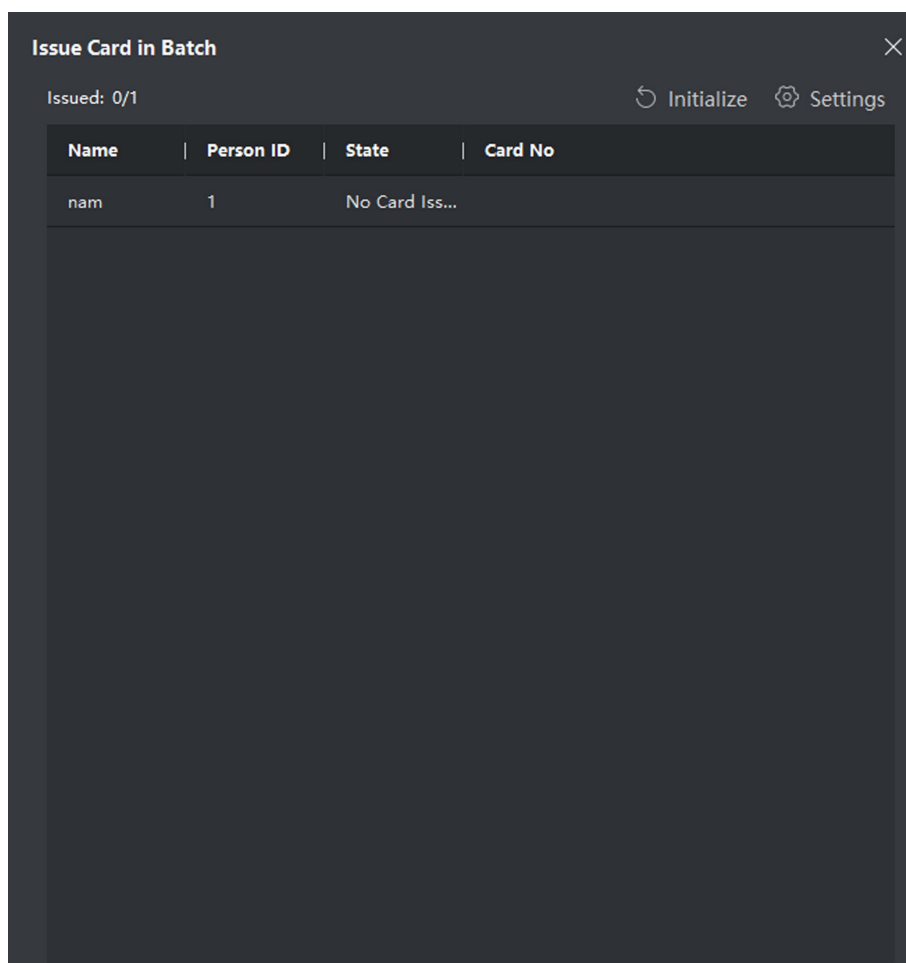 Issue Card in Batch
Issued: 0/1 Initialize Settings
Name | Person ID | State | Card No
nam 1 No Card Iss...